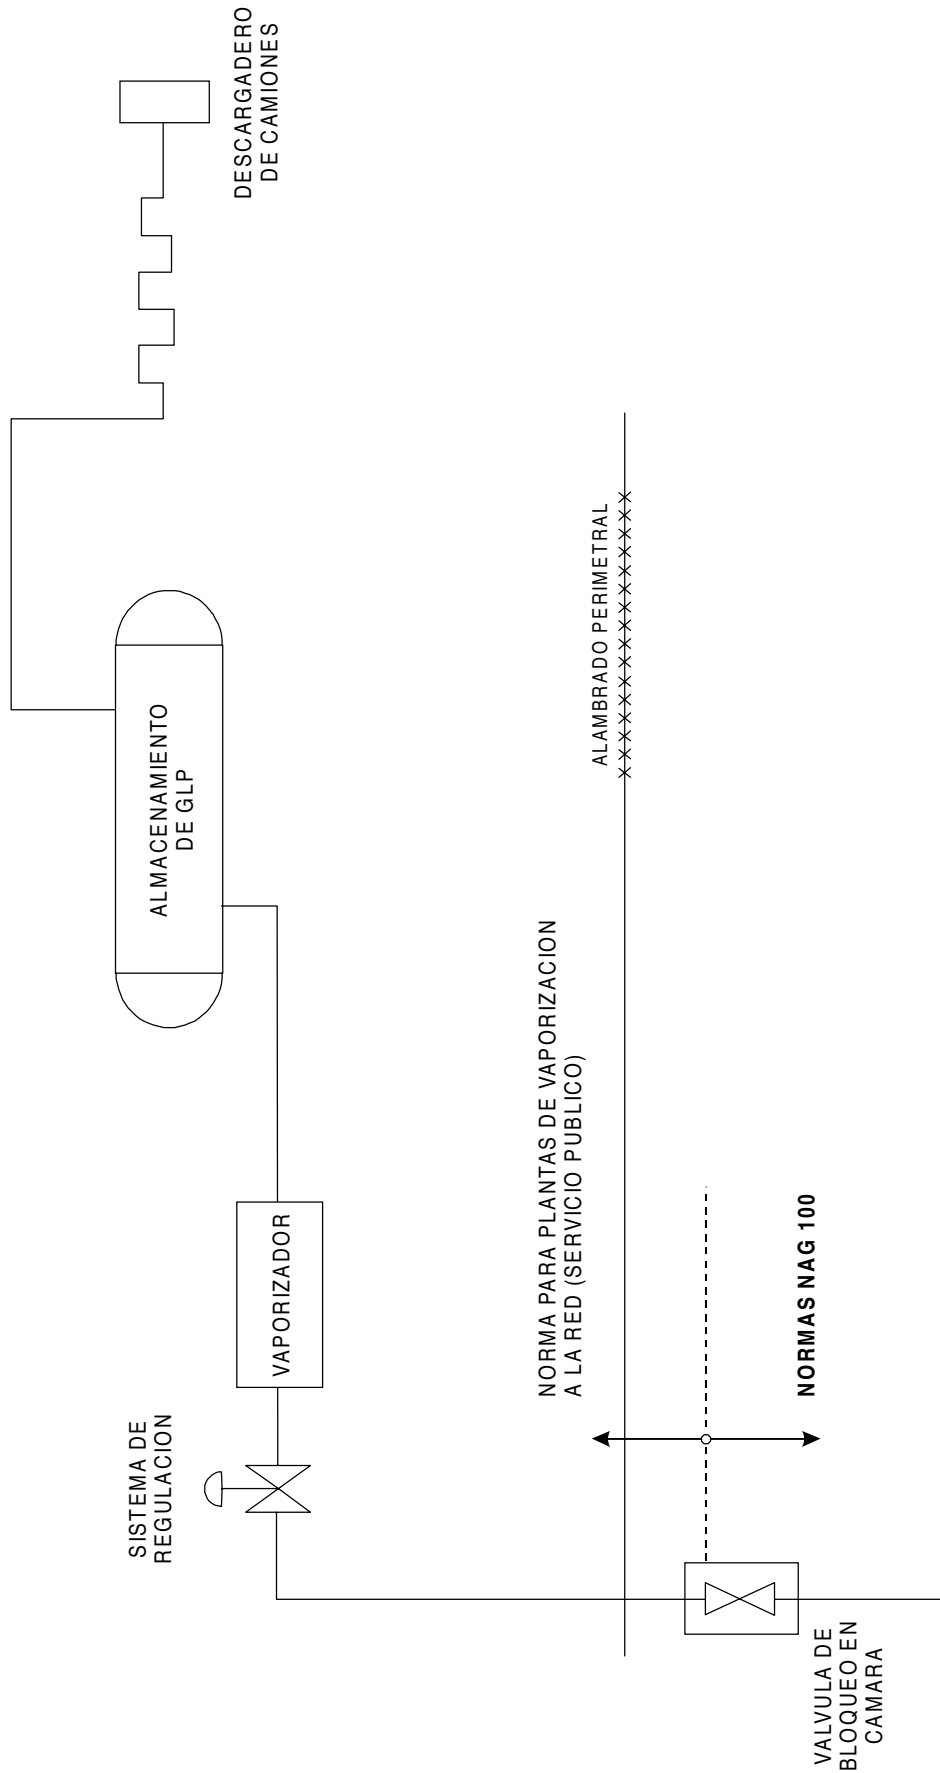 DESCARGADERO
DE CAMIONES
ALMACENAMIENTO
DE GLP
ALAMBRADO PERIMETRAL
NORMA PARA PLANTAS DE VAPORIZACION
A LA RED (SERVICIO PUBLICO)
VAPORIZADOR
NORMAS NAG 100
SISTEMA DE
REGULACION
VALVULA DE
BLOQUEO EN
CAMARA